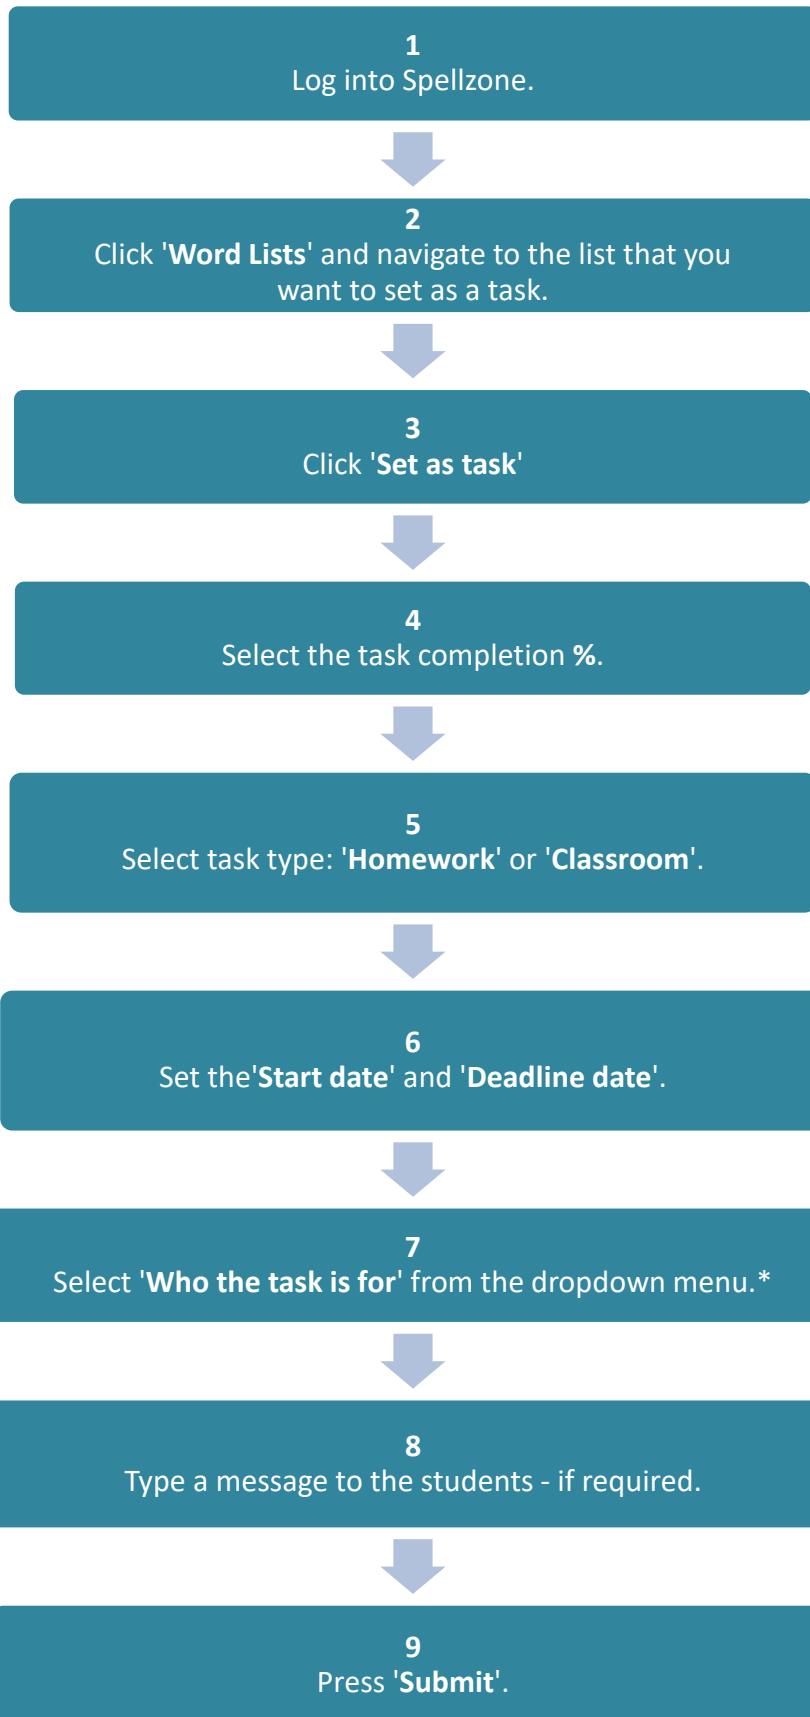 1
Log into Spellzone.
2
Click 'Word Lists' and navigate to the list that you
want to set as a task.
3
Click 'Set as task'
4
Select the task completion %.
5
Select task type: 'Homework' or 'Classroom'.
6
Set the'Start date' and 'Deadline date'.
7
Select 'Who the task is for' from the dropdown menu.*
8
Type a message to the students - if required.
9
Press 'Submit'.